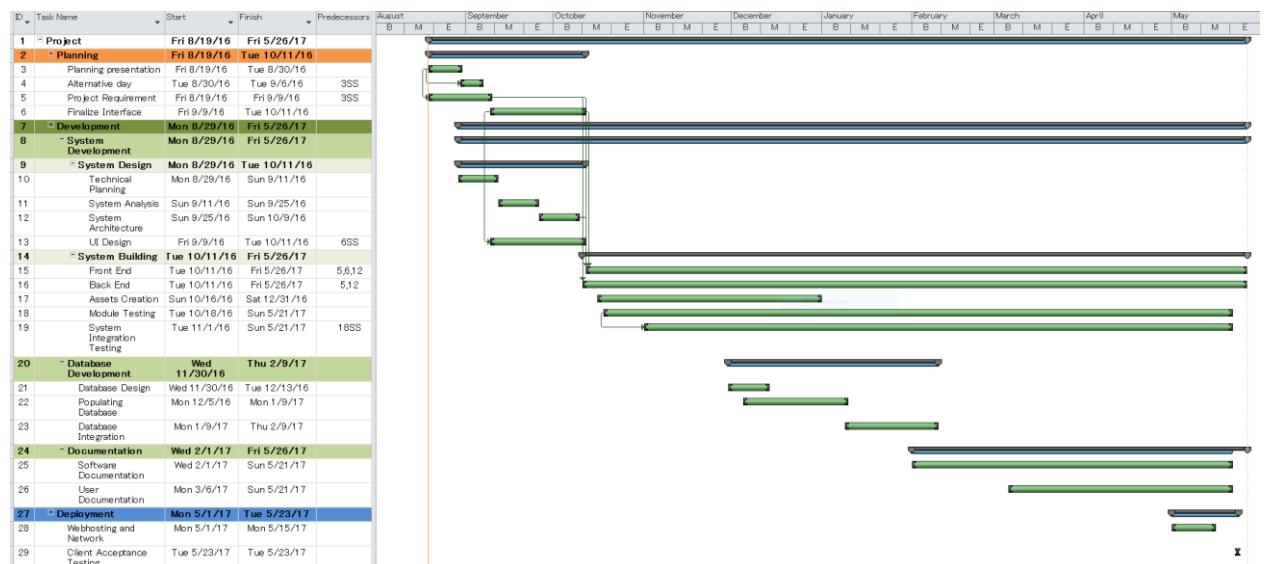 ID Task Name Start Finish Predecessors August September October November December January February March April May
B M E B M E B M E B M E B M E B M E B M E B M E B M E B M E
1 Project Fri 8/19/16 Fri 5/26/17
2 Planning Fri 8/19/16 Tue 10/11/16
3 Planning presentation Fri 8/19/16 Tue 8/30/16
4 Alternative day Tue 8/30/16 Tue 9/6/16 3SS
5 Project Requirement Fri 8/19/16 Fri 9/9/16 3SS
6 Finalize Interface Fri 9/9/16 Tue 10/11/16
7 Development Mon 8/29/16 Fri 5/26/17
8 System Mon 8/29/16 Fri 5/26/17
Development
9 System Design Mon 8/29/16 Tue 10/11/16
10 Technical Mon 8/29/16 Sun 9/11/16
Planning
11 System Analysis Sun 9/11/16 Sun 9/25/16
12 System Sun 9/25/16 Sun 10/9/16
Architecture
13 UI Design Fri 9/9/16 Tue 10/11/16 6SS
14 System Building Tue 10/11/16 Fri 5/26/17
15 Front End Tue 10/11/16 Fri 5/26/17 5,6,12
16 Back End Tue 10/11/16 Fri 5/26/17 5,12
17 Assets Creation Sun 10/16/16 Sat 12/31/16
18 Module Testing Tue 10/18/16 Sun 5/21/17
19 System Tue 11/1/16 Sun 5/21/17 18SS
Integration
Testing
20 Database Wed Thu 2/9/17
Development 11/30/16
21 Database Design Wed 11/30/16 Tue 12/13/16
22 Populating Mon 12/5/16 Mon 1/9/17
Database
23 Database Mon 1/9/17 Thu 2/9/17
Integration
24 Documentation Wed 2/1/17 Fri 5/26/17
25 Software Wed 2/1/17 Sun 5/21/17
Documentation
26 User Mon 3/6/17 Sun 5/21/17
Documentation
27 Deployment Mon 5/1/17 Tue 5/23/17
28 Webhosting and Mon 5/1/17 Mon 5/15/17
Network
29 Client Acceptance Tue 5/23/17 Tue 5/23/17
Testing